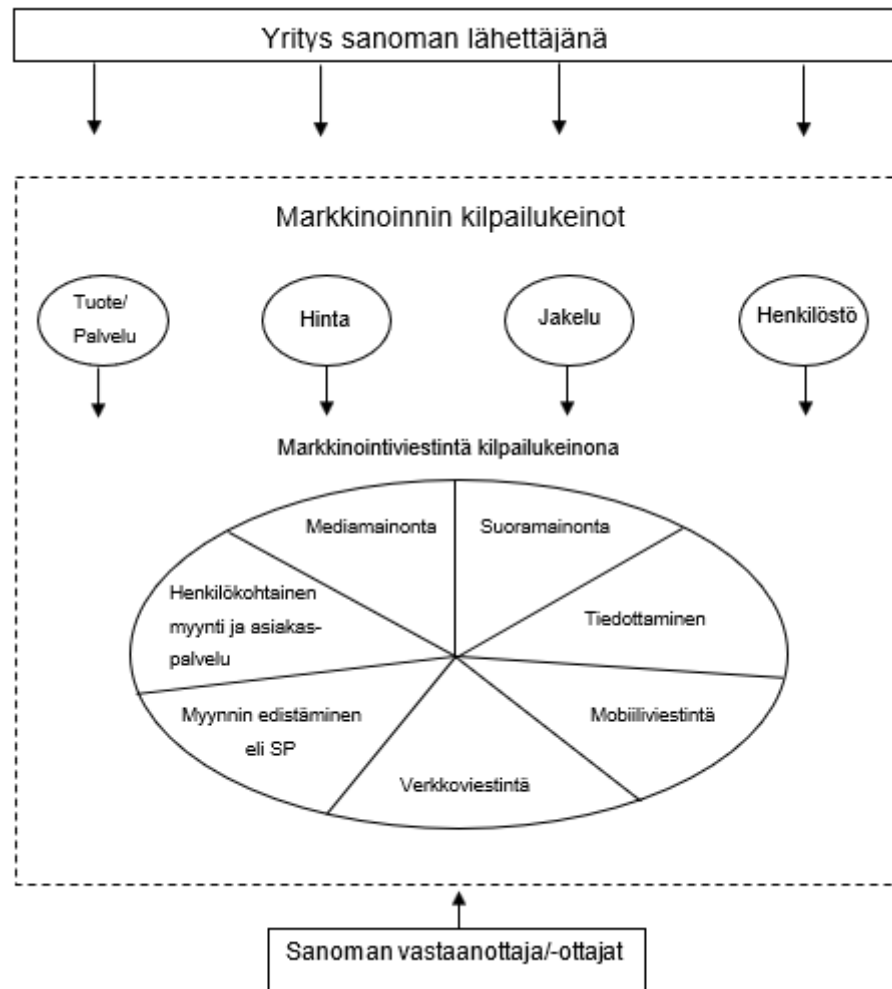 Yritys sanoman lähettäjänä
Markkinoinnin kilpailukeinot
Tuote/
Palvelu
Hinta
Jakelu
Henkilöstö
Markkinointiviestintä kilpailukeinona
Mediamainonta
Suoramainonta
Henkilökohtainen
myynti ja asiakas-
palvelu
Tiedottaminen
Myynnin edistäminen
eli SP
Mobiiliviestintä
Verkkoviestintä
Sanoman vastaanottaja/-ottajat